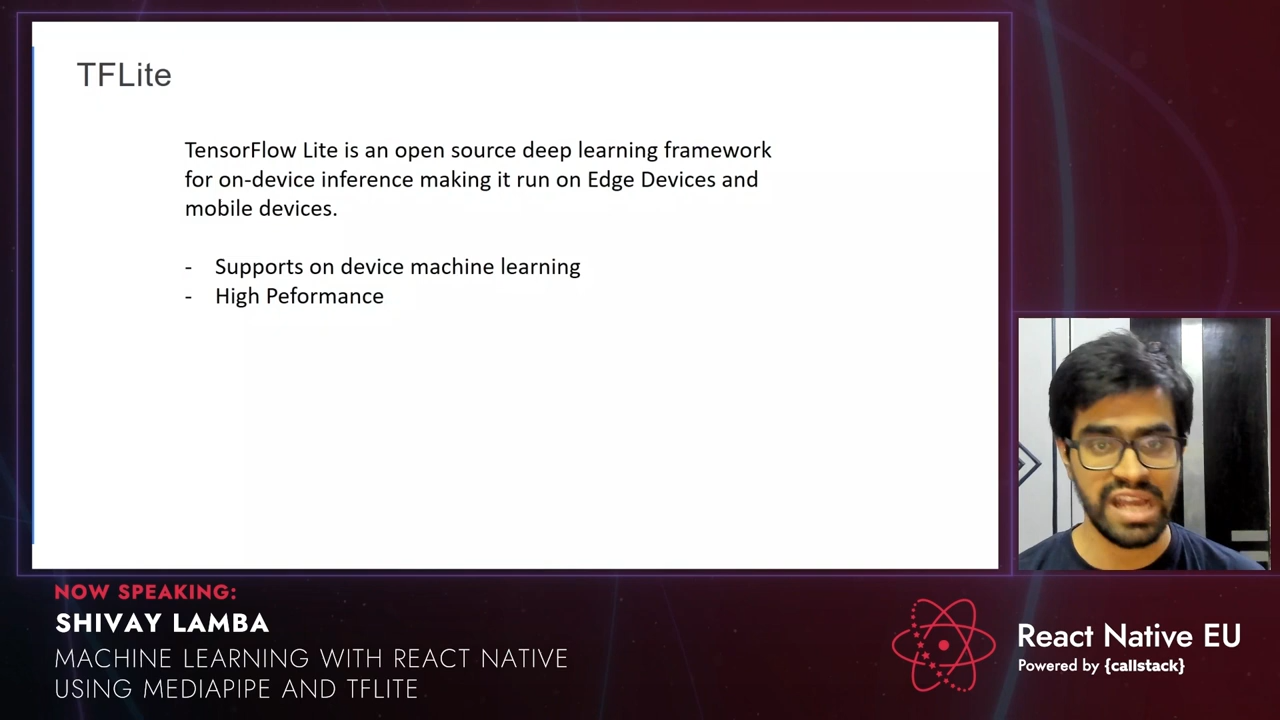 TFLite
TensorFlow Lite is an open source deep learning framework
for on-device inference making it run on Edge Devices and
mobile devices.
- Supports on device machine learning
- High Peformance
NOW SPEAKING:
SHIVAY LAMBA
MACHINE LEARNING WITH REACT NATIVE
USING MEDIAPIPE AND TFLITE
React Native EU
Powered by {callstack}